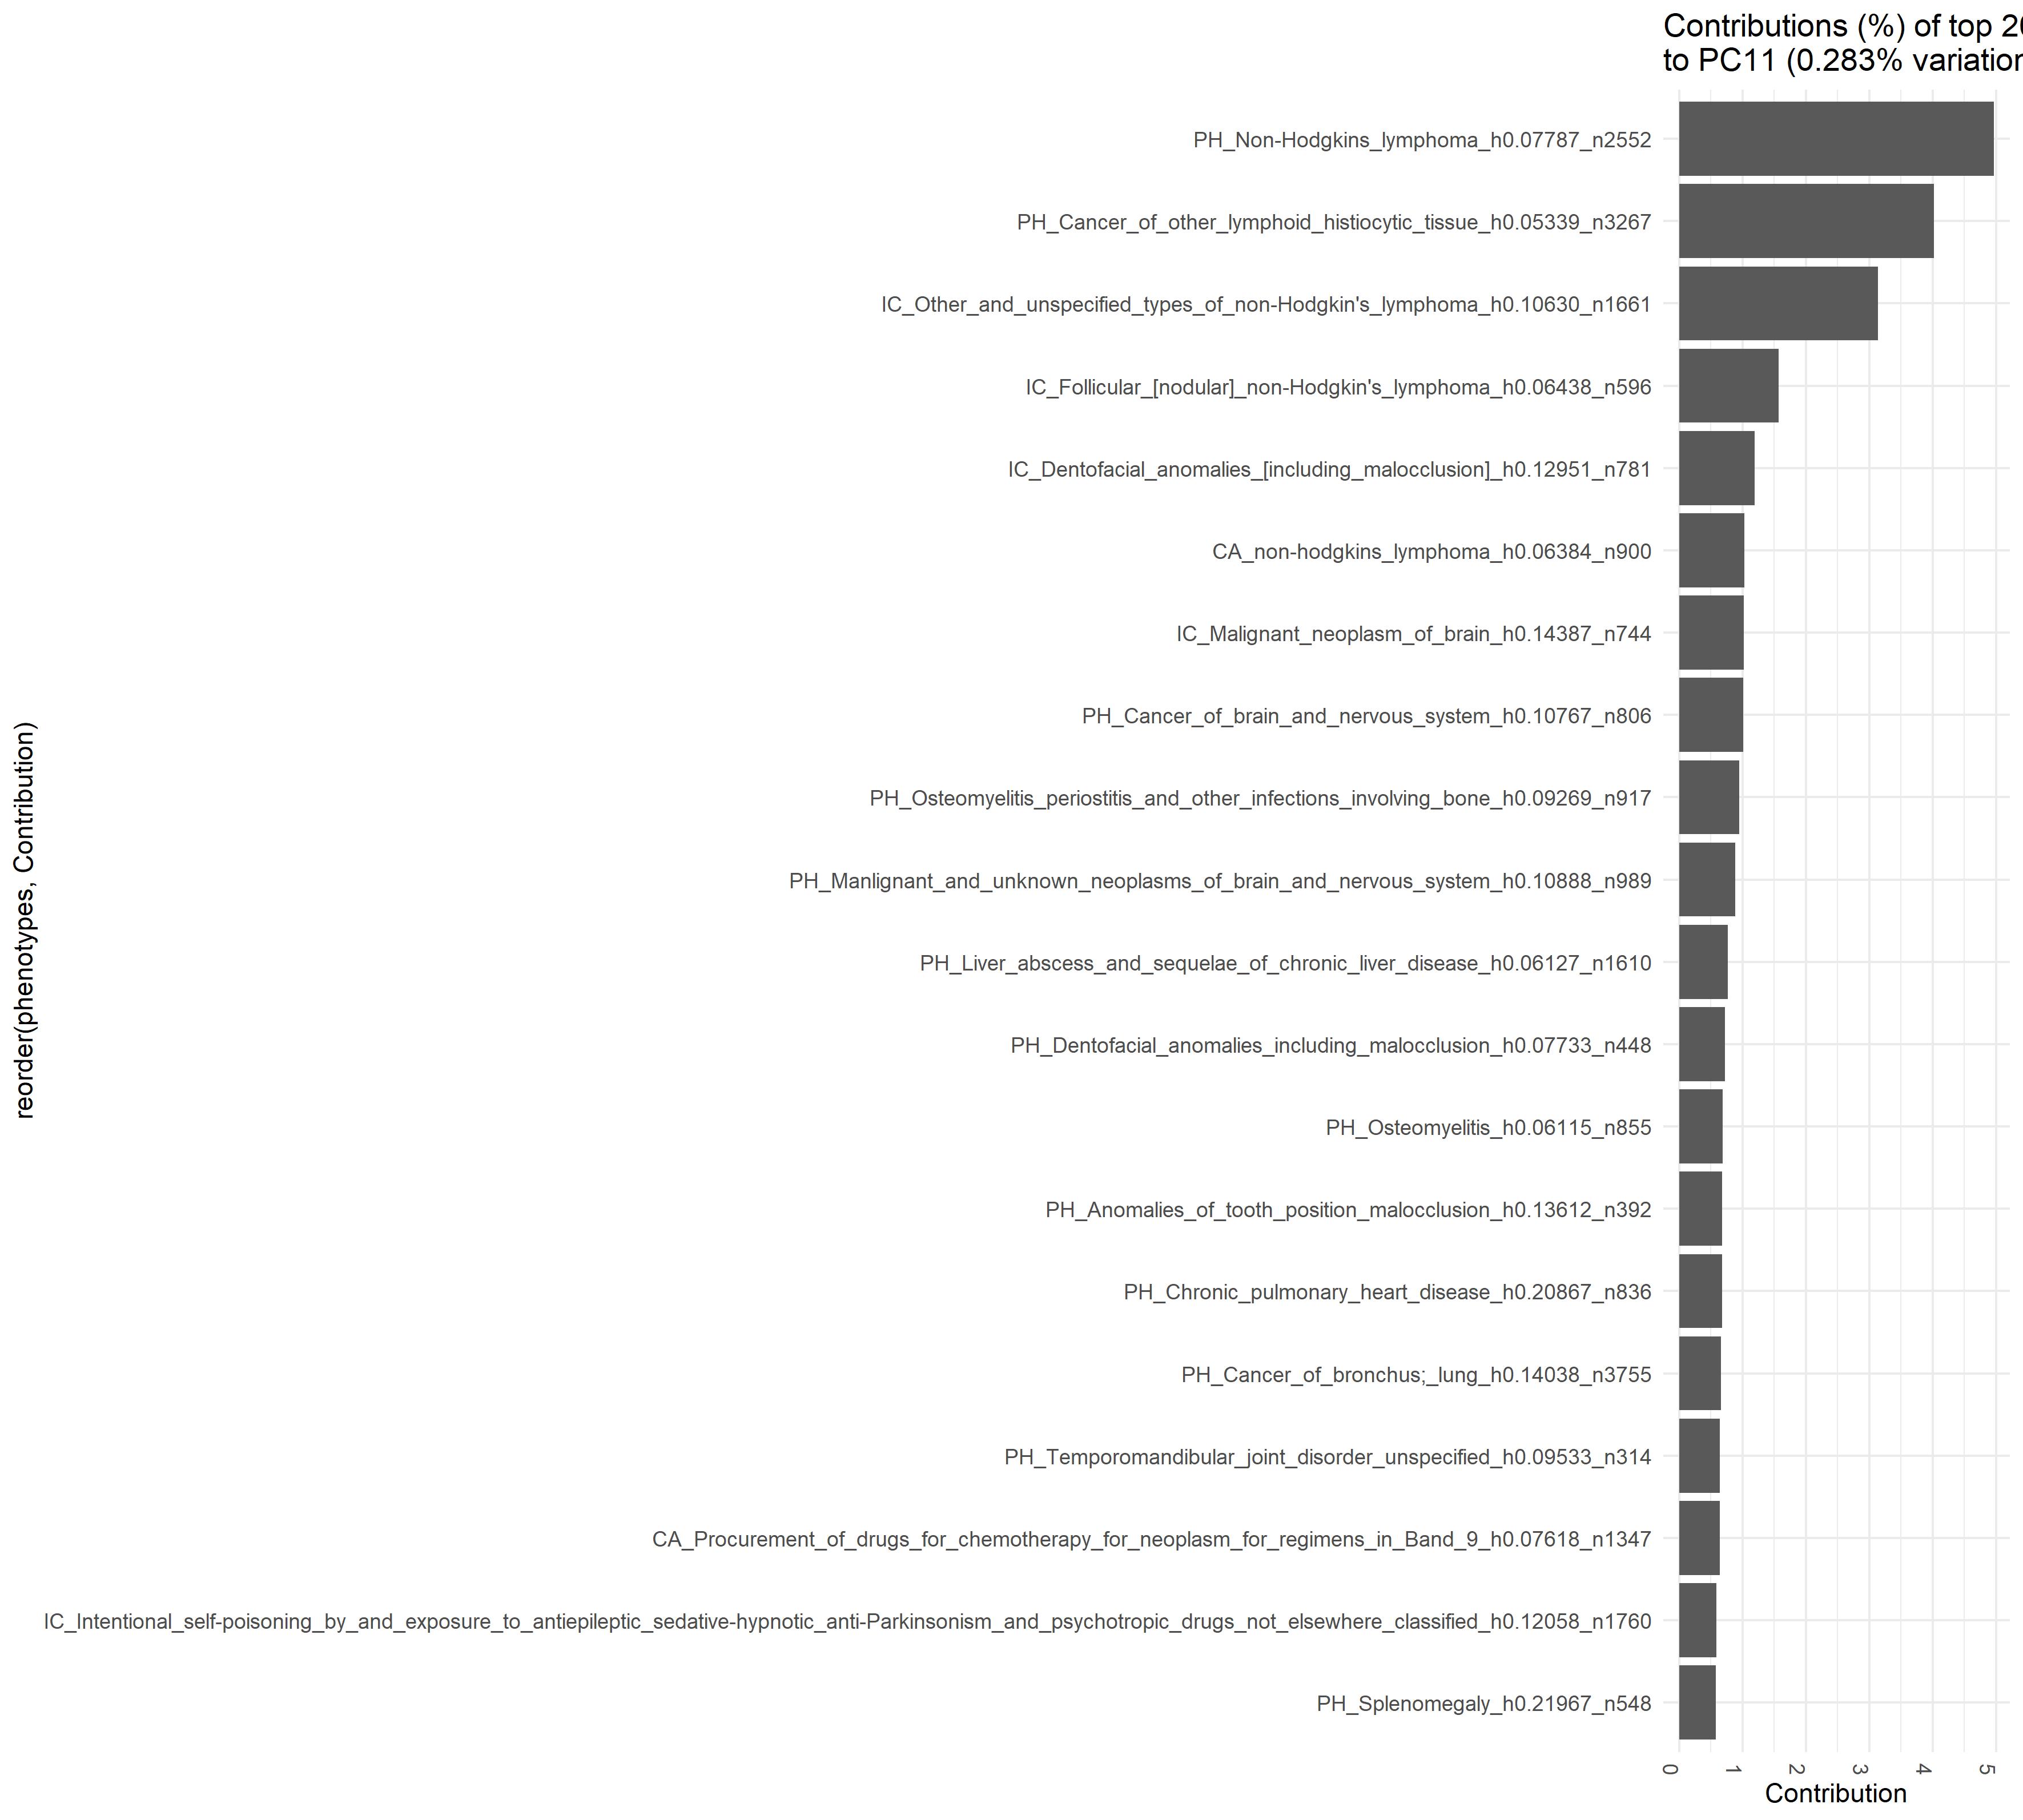 Contributions (%) of top 20
to PC11 (0.283% variation
PH_Non-Hodgkins_lymphoma_h0.07787_n2552
PH_Cancer_of_other_lymphoid_histiocytic_tissue_h0.05339_n3267
IC_Other_and_unspecified_types_of_non-Hodgkin's_lymphoma_h0.10630_n1661
IC_Follicular_[nodular]_non-Hodgkin's_lymphoma_h0.06438_n596
IC_Dentofacial_anomalies_[including_malocclusion]_h0.12951_n781
CA_non-hodgkins_lymphoma_h0.06384_n900
IC_Malignant_neoplasm_of_brain_h0.14387_n744
PH_Cancer_of_brain_and_nervous_system_h0.10767_n806
PH_Osteomyelitis_periostitis_and_other_infections_involving_bone_h0.09269_n917
PH_Manlignant_and_unknown_neoplasms_of_brain_and_nervous_system_h0.10888_n989
PH_Liver_abscess_and_sequelae_of_chronic_liver_disease_h0.06127_n1610
PH_Dentofacial_anomalies_including_malocclusion_h0.07733_n448
PH_Osteomyelitis_h0.06115_n855
PH_Anomalies_of_tooth_position_malocclusion_h0.13612_n392
PH_Chronic_pulmonary_heart_disease_h0.20867_n836
PH_Cancer_of_bronchus;_lung_h0.14038_n3755
PH_Temporomandibular_joint_disorder_unspecified_h0.09533_n314
CA_Procurement_of_drugs_for_chemotherapy_for_neoplasm_for_regimens_in_Band_9_h0.07618_n1347
IC_Intentional_self-poisoning_by_and_exposure_to_antiepileptic_sedative-hypnotic_anti-Parkinsonism_and_psychotropic_drugs_not_elsewhere_classified_h0.12058_n1760
PH_Splenomegaly_h0.21967_n548
reorder(phenotypes, Contribution)
0 1 2 3 4 5
Contribution